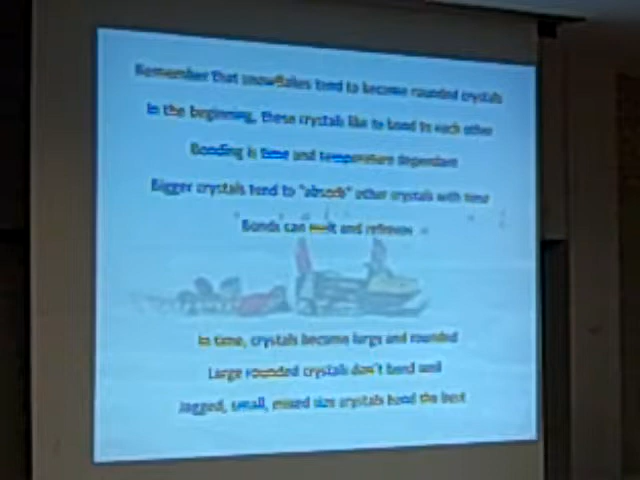 Remember that snowflakes tend to become rounded crystals
In the beginning, these crystals like to bond to each other
Bonding is time and temperature dependant
Bigger crystals tend to "absorb" other crystals with time
Bonds can melt and refreeze
In time, crystals become large and rounded
Large rounded crystals don't bond well
Jagged, small, mixed size crystals bond the best